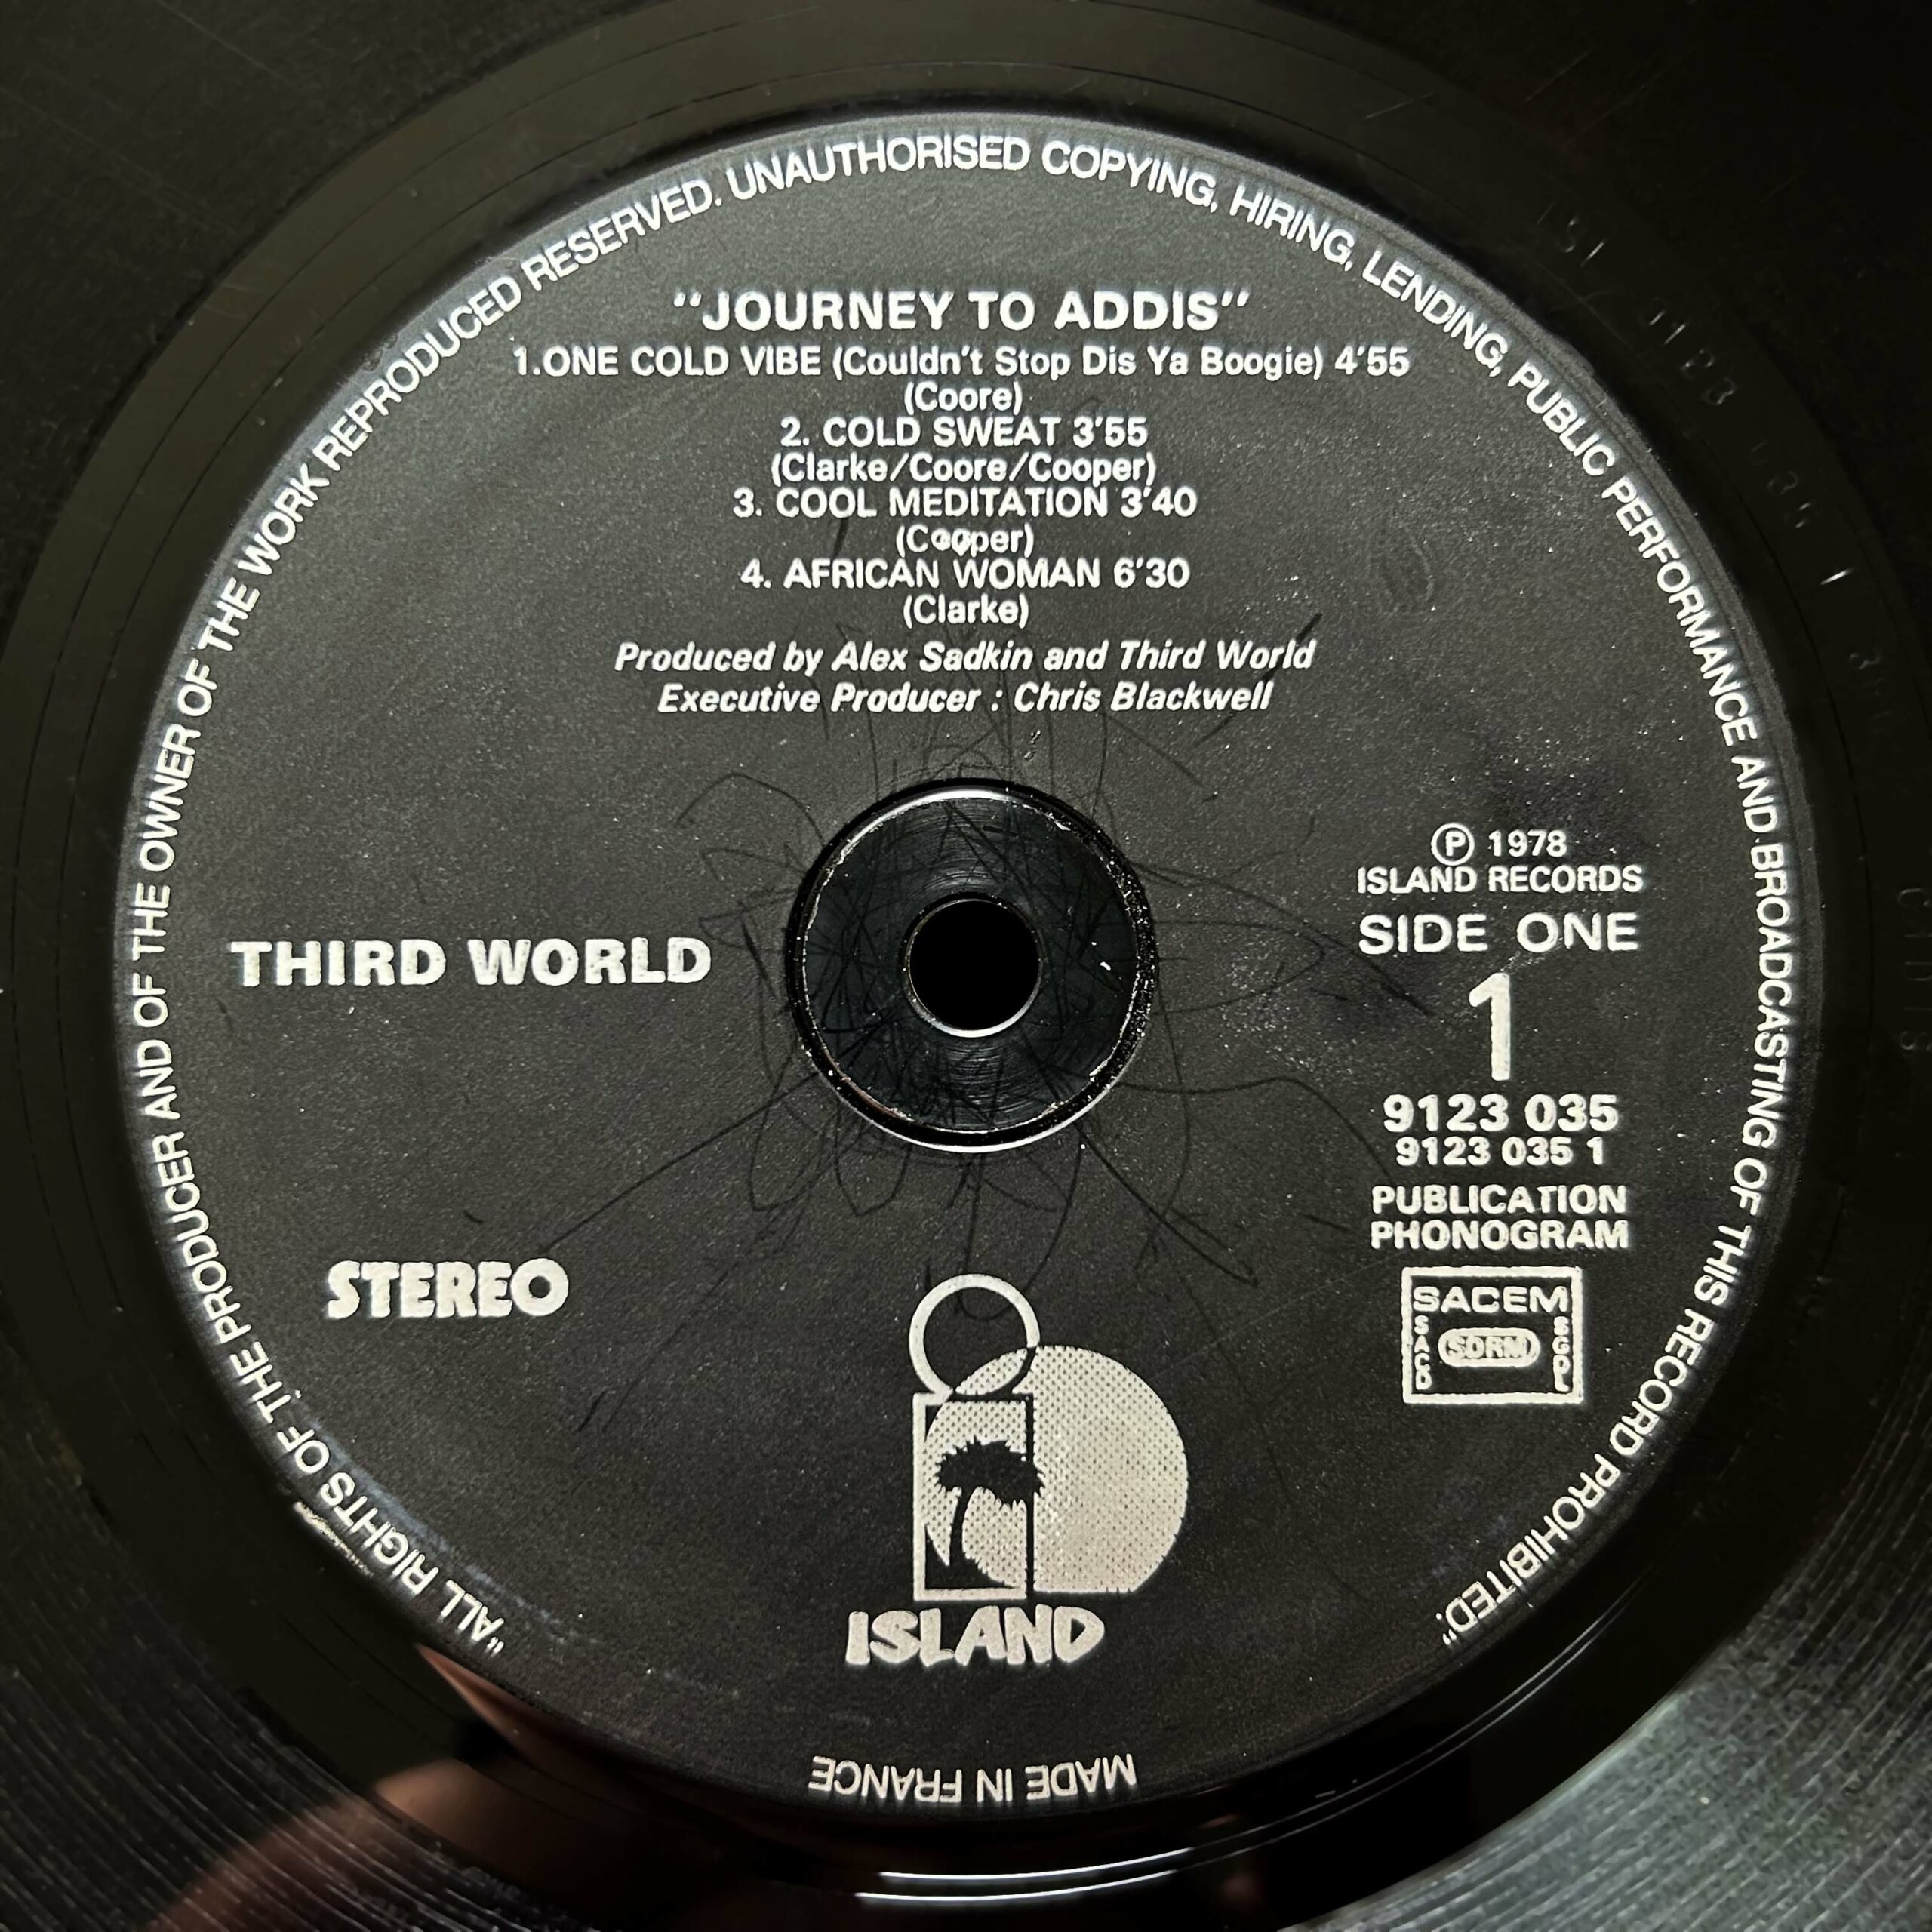 "ALL RIGHTS OF THE PRODUCER AND OF THE OWNER OF THE WORK REPRODUCED RESERVED. UNAUTHORISED COPYING, HIRING, LENDING, PUBLIC PERFORMANCE AND BROADCASTING OF THIS RECORD PROHIBITED."
"JOURNEY TO ADDIS"
1.ONE COLD VIBE (Couldn't Stop Dis Ya Boogie) 4'55
(Coore)
2. COLD SWEAT 3'55
(Clarke/Coore/Cooper)
3. COOL MEDITATION 3'40
(Cooper)
4. AFRICAN WOMAN 6'30
(Clarke)
Produced by Alex Sadkin and Third World
Executive Producer : Chris Blackwell
THIRD WORLD
STEREO
Ⓟ 1978
ISLAND RECORDS
SIDE ONE
1
9123 035
9123 035 1
PUBLICATION
PHONOGRAM
SACEM
SACD
SDRM
SGDL
ISLAND
MADE IN FRANCE